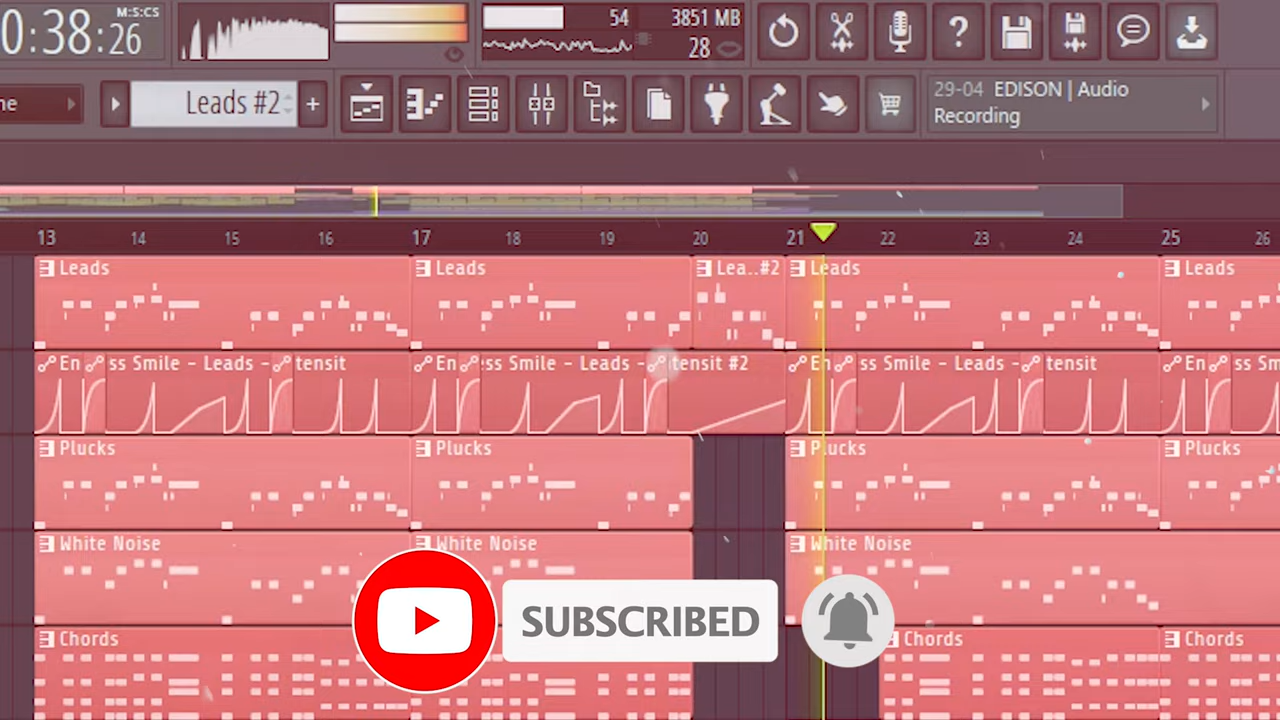 0:38:26
M:S:CS
54
3851 MB
28
ne
Leads #2
+
?
29-04 EDISON | Audio
Recording
13 14 15 16 17 18 19 20 21 22 23 24 25 26
Leads Leads Lea..#2 Leads Leads
En ss Smile - Leads - tensit En ss Smile - Leads - tensit #2 En ss Smile - Leads - tensit En ss Sm
Plucks Plucks Plucks Plucks
White Noise White Noise White Noise
SUBSCRIBED
Chords Chords Chords